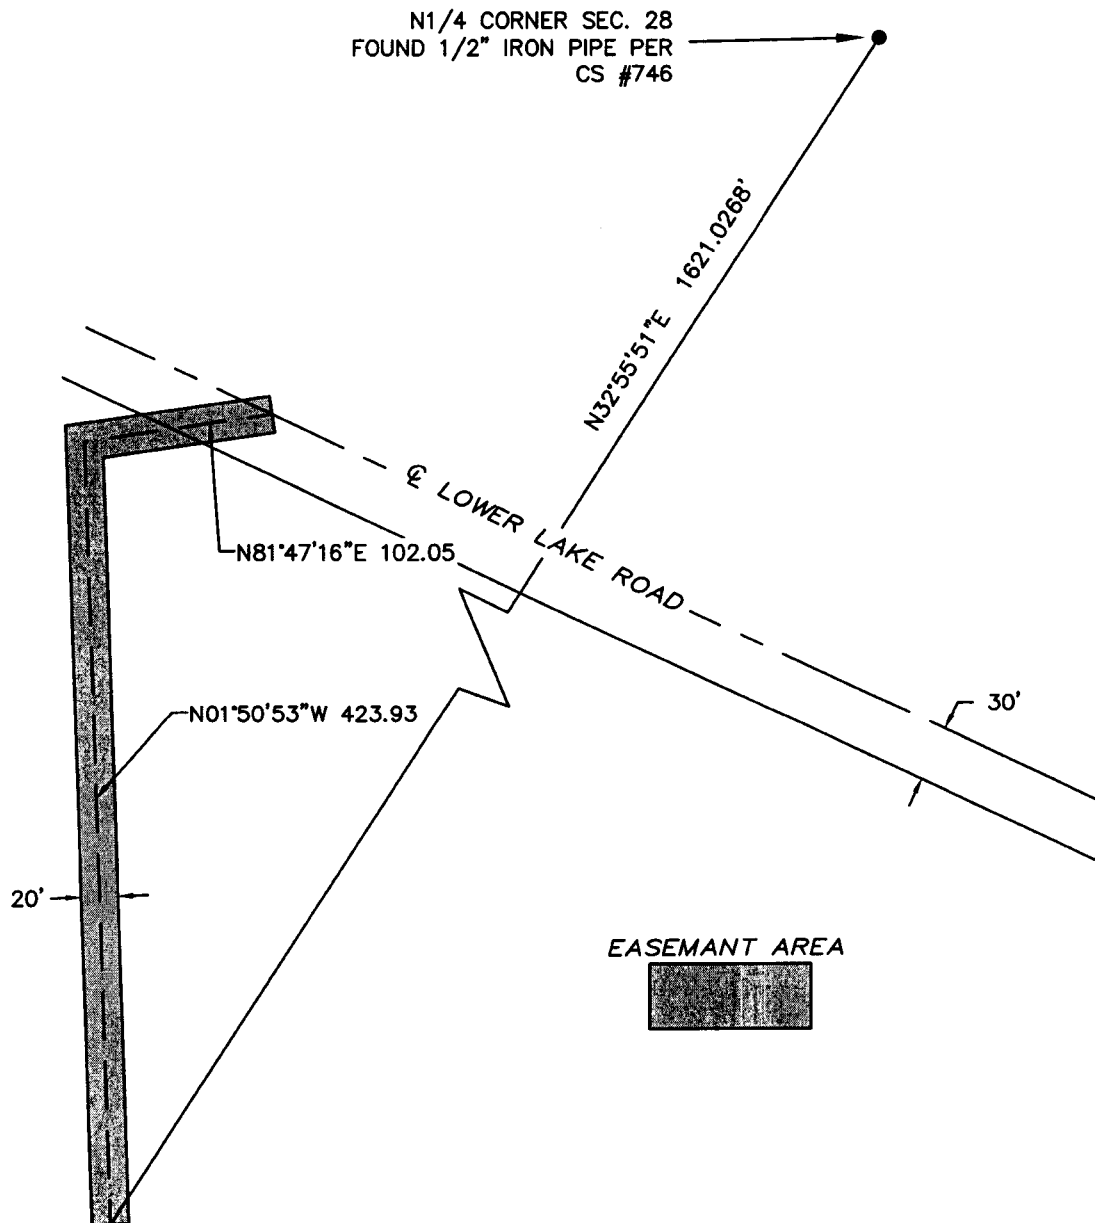 N1/4 CORNER SEC. 28
FOUND 1/2" IRON PIPE PER
CS #746
N32°55'51"E 1621.0268'
℄ LOWER LAKE ROAD
N81°47'16"E 102.05
N01°50'53"W 423.93
30'
20'
EASEMANT AREA